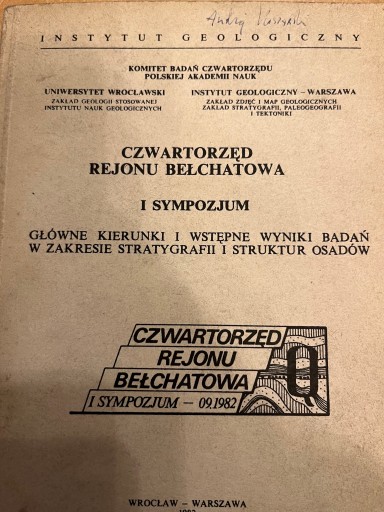 Andrzej
INSTYTUT GEOLOGICZNY
KOMITET BADAŃ CZWARTORZĘDU
POLSKIEJ AKADEMII NAUK
UNIWERSYTET WROCŁAWSKI
ZAKŁAD GEOLOGII STOSOWANEJ
INSTYTUTU NAUK GEOLOGICZNYCH
INSTYTUT GEOLOGICZNY – WARSZAWA
ZAKŁAD ZDJĘĆ I MAP GEOLOGICZNYCH
ZAKŁAD STRATYGRAFII, PALEOGEOGRAFII
I TEKTONIKI
CZWARTORZĘD
REJONU BEŁCHATOWA
I SYMPOZJUM
GŁÓWNE KIERUNKI I WSTĘPNE WYNIKI BADAŃ
W ZAKRESIE STRATYGRAFII I STRUKTUR OSADÓW
CZWARTORZĘD
REJONU
BEŁCHATOWA
I SYMPOZJUM – 09.1982
Q
WROCŁAW – WARSZAWA
1982